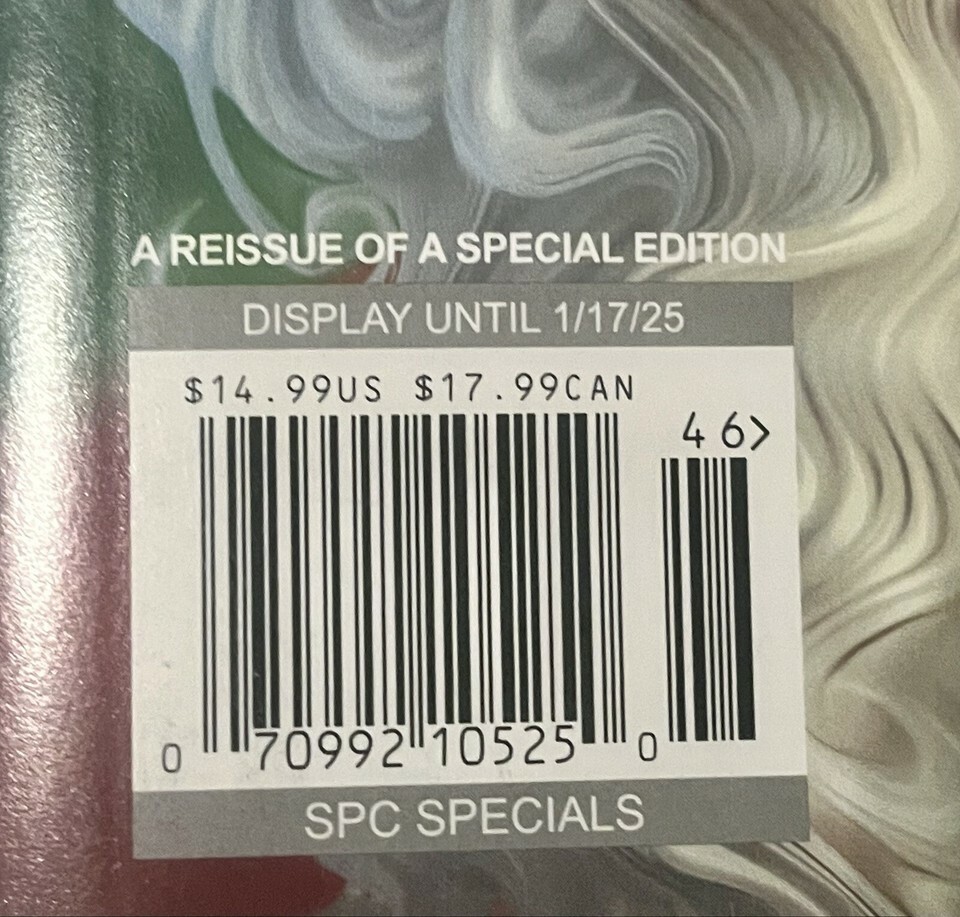 A REISSUE OF A SPECIAL EDITION
DISPLAY UNTIL 1/17/25
$14.99US $17.99CAN
46>
0 70992 10525 0
SPC SPECIALS